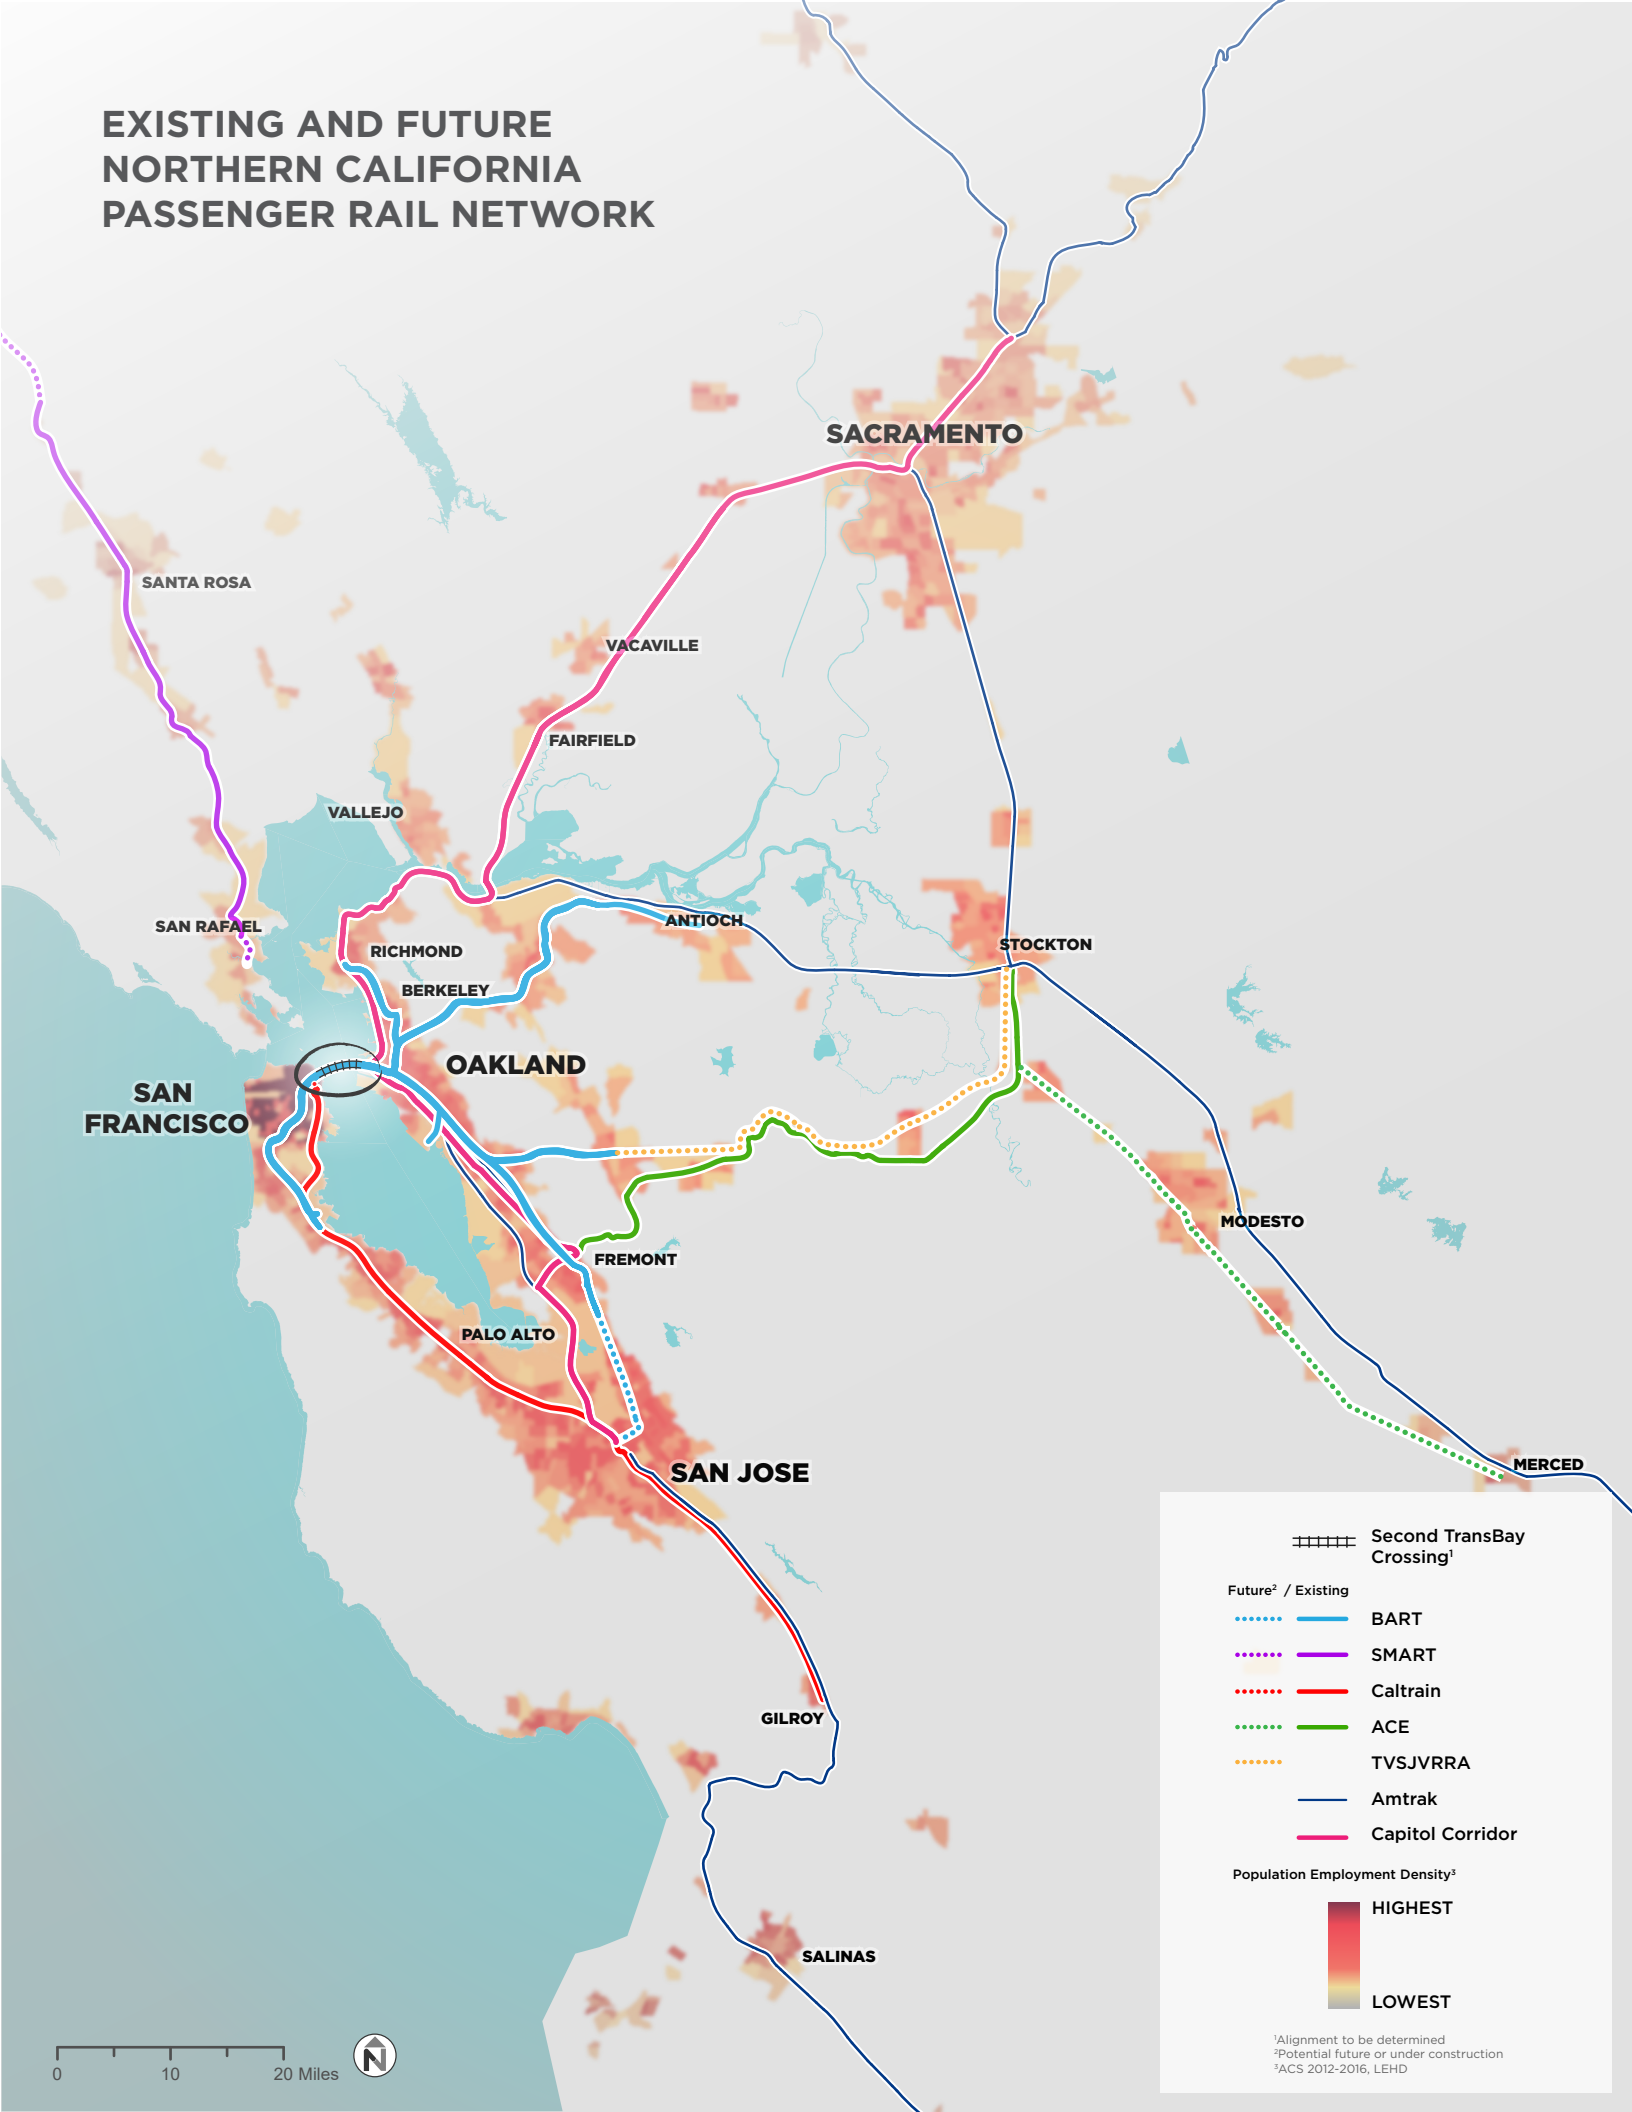 EXISTING AND FUTURE
NORTHERN CALIFORNIA
PASSENGER RAIL NETWORK
SACRAMENTO
SANTA ROSA
VACAVILLE
FAIRFIELD
VALLEJO
SAN RAFAEL
ANTIOCH
STOCKTON
RICHMOND
BERKELEY
OAKLAND
SAN
FRANCISCO
MODESTO
FREMONT
PALO ALTO
MERCED
SAN JOSE
GILROY
SALINAS
Second TransBay
Crossing¹
Future² / Existing
BART
SMART
Caltrain
ACE
TVSJVRRA
Amtrak
Capitol Corridor
Population Employment Density³
HIGHEST
LOWEST
¹Alignment to be determined
²Potential future or under construction
³ACS 2012-2016, LEHD
0 10 20 Miles
N